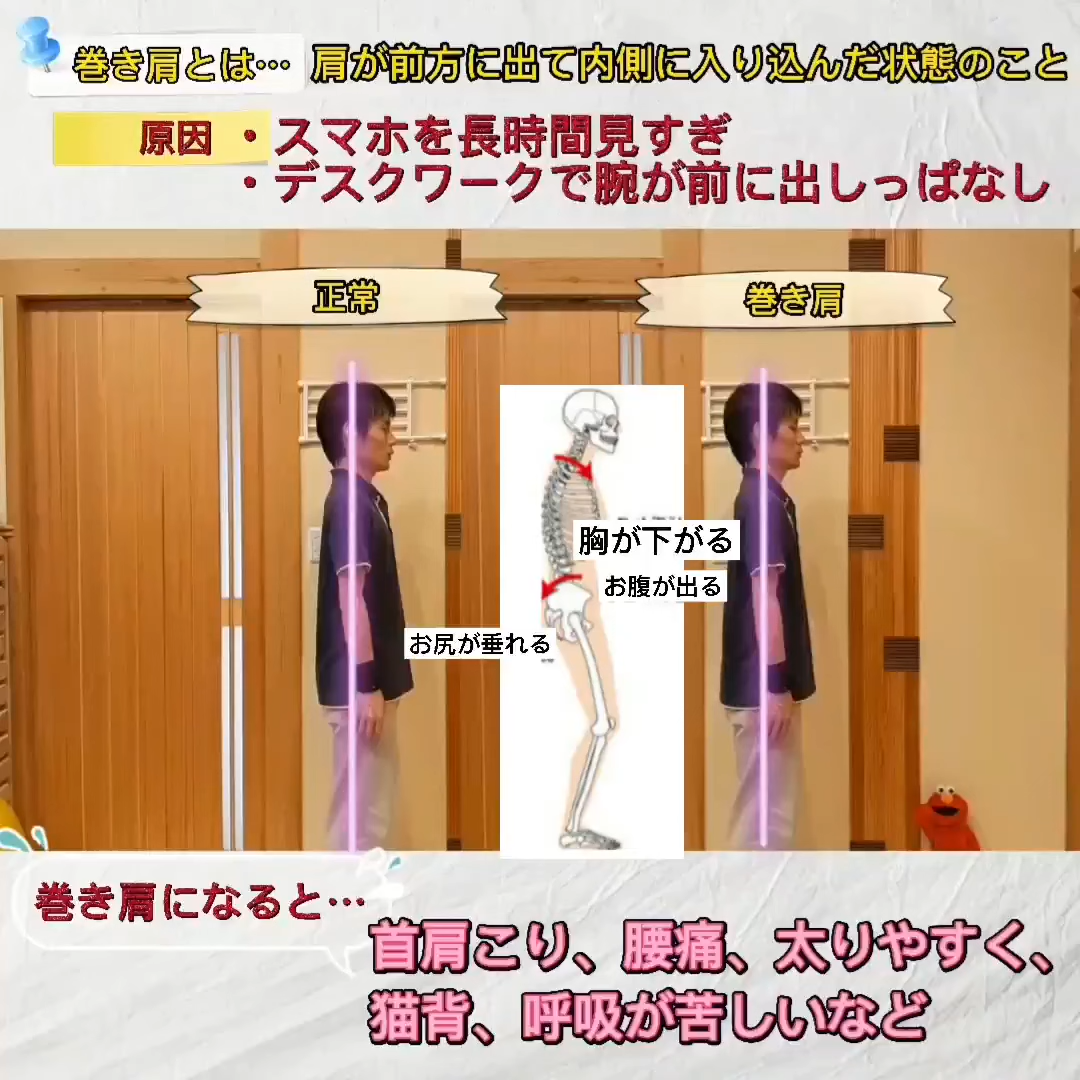 巻き肩とは… 肩が前方に出て内側に入り込んだ状態のこと
原因 ・スマホを長時間見すぎ
・デスクワークで腕が前に出しっぱなし
正常
巻き肩
胸が下がる
お腹が出る
お尻が垂れる
巻き肩になると…
首肩こり、腰痛、太りやすく、
猫背、呼吸が苦しいなど